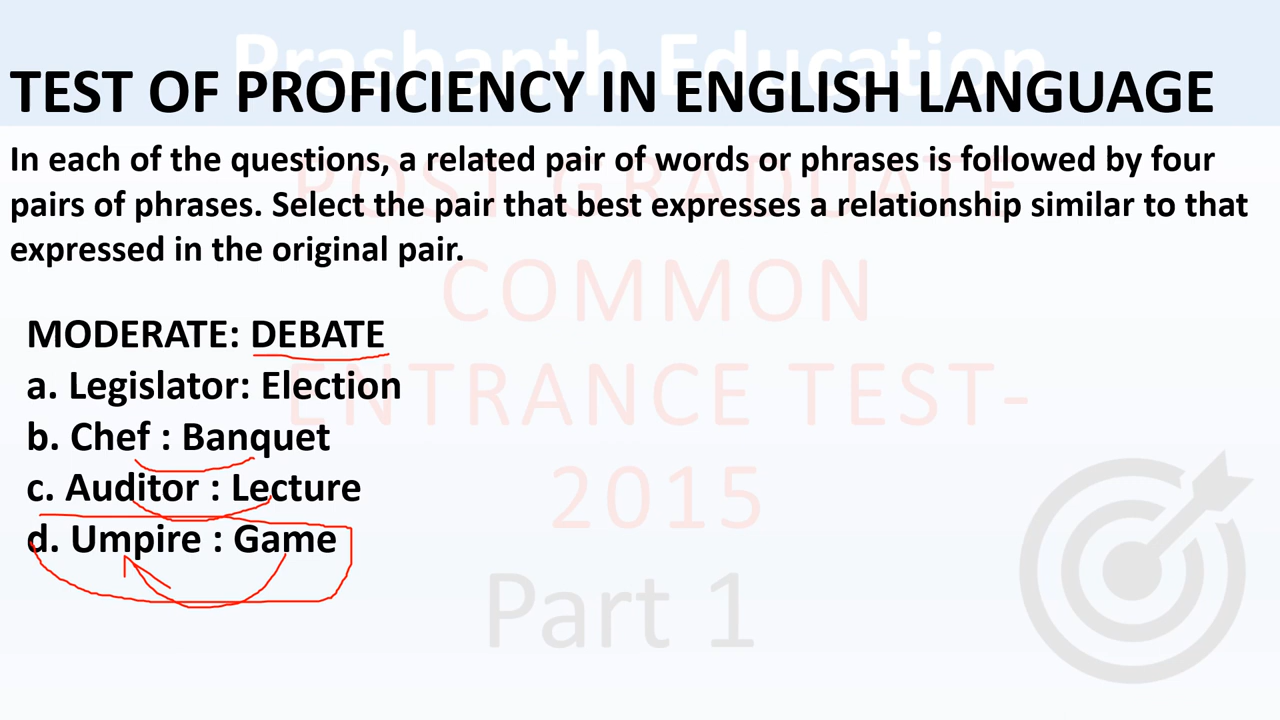 Prashanth Education
TEST OF PROFICIENCY IN ENGLISH LANGUAGE
In each of the questions, a related pair of words or phrases is followed by four
pairs of phrases. Select the pair that best expresses a relationship similar to that
expressed in the original pair.
MODERATE: DEBATE
a. Legislator: Election
b. Chef : Banquet
c. Auditor : Lecture
d. Umpire : Game
POST GRADUATE
COMMON
ENTRANCE TEST-
2015
Part 1